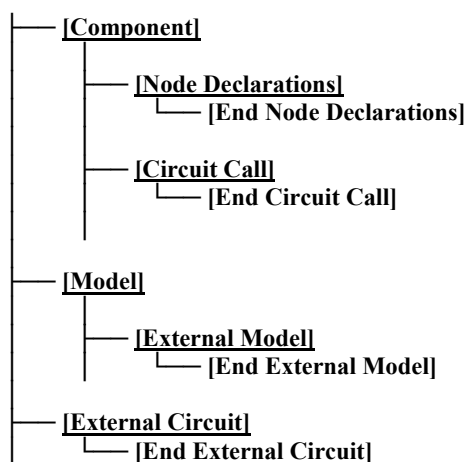 [Component]
[Node Declarations]
[End Node Declarations]
[Circuit Call]
[End Circuit Call]
[Model]
[External Model]
[End External Model]
[External Circuit]
[End External Circuit]